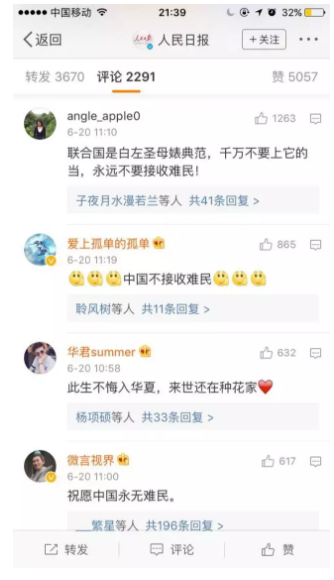 中国移动 21:39 32%
返回 人民日报 +关注
转发 3670 评论 2291 赞 5057
angle_apple0 1263
6-20 11:10
联合国是白左圣母婊典范，千万不要上它的
当，永远不要接收难民！
子夜月水漫若兰等人 共41条回复 >
爱上孤单的孤单 865
6-20 11:19
中国不接收难民
聆风树等人 共11条回复 >
华君summer 632
6-20 10:58
此生不悔入华夏，来世还在种花家
杨项硕等人 共33条回复 >
微言视界 617
6-20 11:00
祝愿中国永无难民。
___繁星等人 共196条回复 >
转发 评论 赞